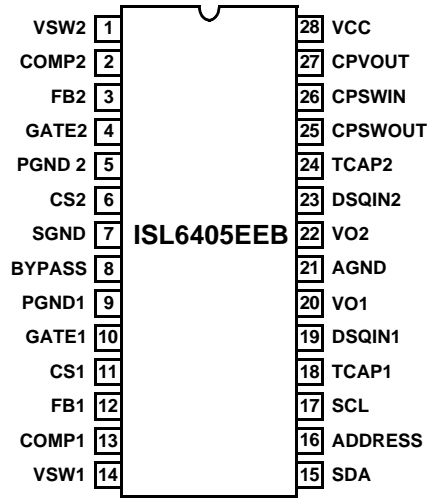 VSW2 1 28 VCC
COMP2 2 27 CPVOUT
FB2 3 26 CPSWIN
GATE2 4 25 CPSWOUT
PGND 2 5 24 TCAP2
CS2 6 23 DSQIN2
SGND 7 ISL6405EEB 22 VO2
BYPASS 8 21 AGND
PGND1 9 20 VO1
GATE1 10 19 DSQIN1
CS1 11 18 TCAP1
FB1 12 17 SCL
COMP1 13 16 ADDRESS
VSW1 14 15 SDA